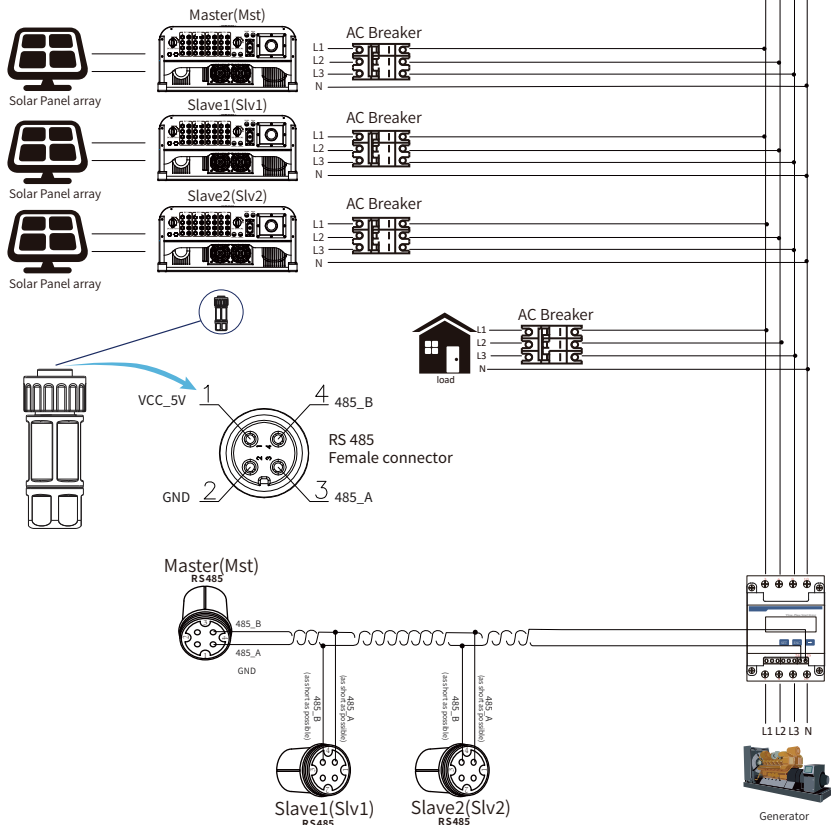 Master(Mst)
AC Breaker
L1
L2
L3
N
Solar Panel array
Slave1(Slv1)
AC Breaker
L1
L2
L3
N
Solar Panel array
Slave2(Slv2)
AC Breaker
L1
L2
L3
N
Solar Panel array
AC Breaker
L1
L2
L3
N
load
VCC_5V
1
4
485_B
RS 485
Female connector
GND
2
3
485_A
1
4
2
3
Master(Mst)
RS485
485_B
485_A
GND
485_B
(as short as possible)
485_A
(as short as possible)
485_B
(as short as possible)
485_A
(as short as possible)
Slave1(Slv1)
RS485
Slave2(Slv2)
RS485
L1 L2 L3 N
Generator